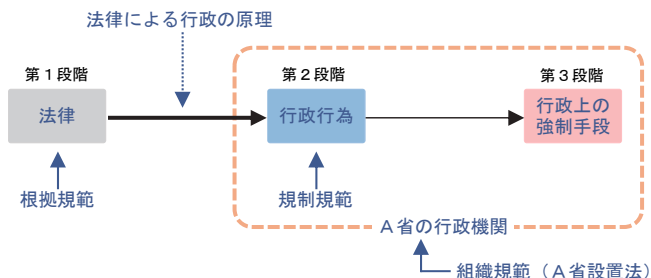 法律による行政の原理
第1段階
第2段階
第3段階
法律
行政行為
行政上の
強制手段
根拠規範
規制規範
A省の行政機関
組織規範（A省設置法）